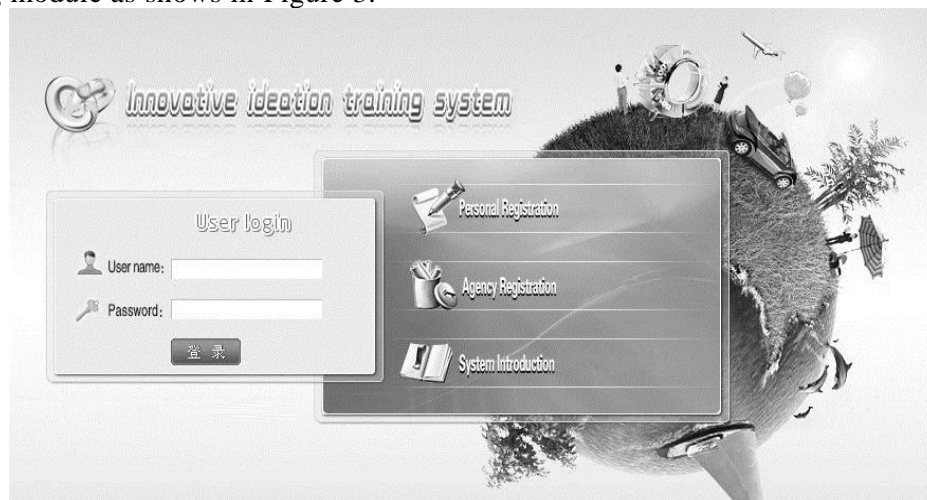 module as shows in Figure 3.
Innovative ideation training system
User login
User name:
Password:
登 录
Personal Registration
Agency Registration
System Introduction